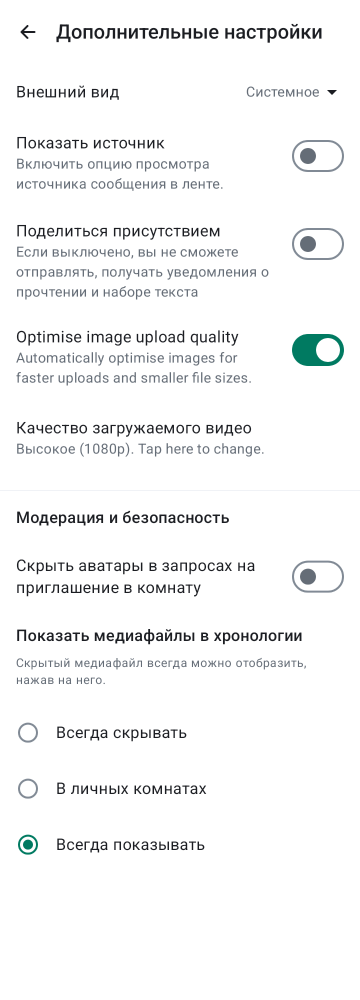 Дополнительные настройки
Внешний вид
Системное
Показать источник
Включить опцию просмотра
источника сообщения в ленте.
Поделиться присутствием
Если выключено, вы не сможете
отправлять, получать уведомления о
прочтении и наборе текста
Optimise image upload quality
Automatically optimise images for
faster uploads and smaller file sizes.
Качество загружаемого видео
Высокое (1080p). Tap here to change.
Модерация и безопасность
Скрыть аватары в запросах на
приглашение в комнату
Показать медиафайлы в хронологии
Скрытый медиафайл всегда можно отобразить,
нажав на него.
Всегда скрывать
В личных комнатах
Всегда показывать